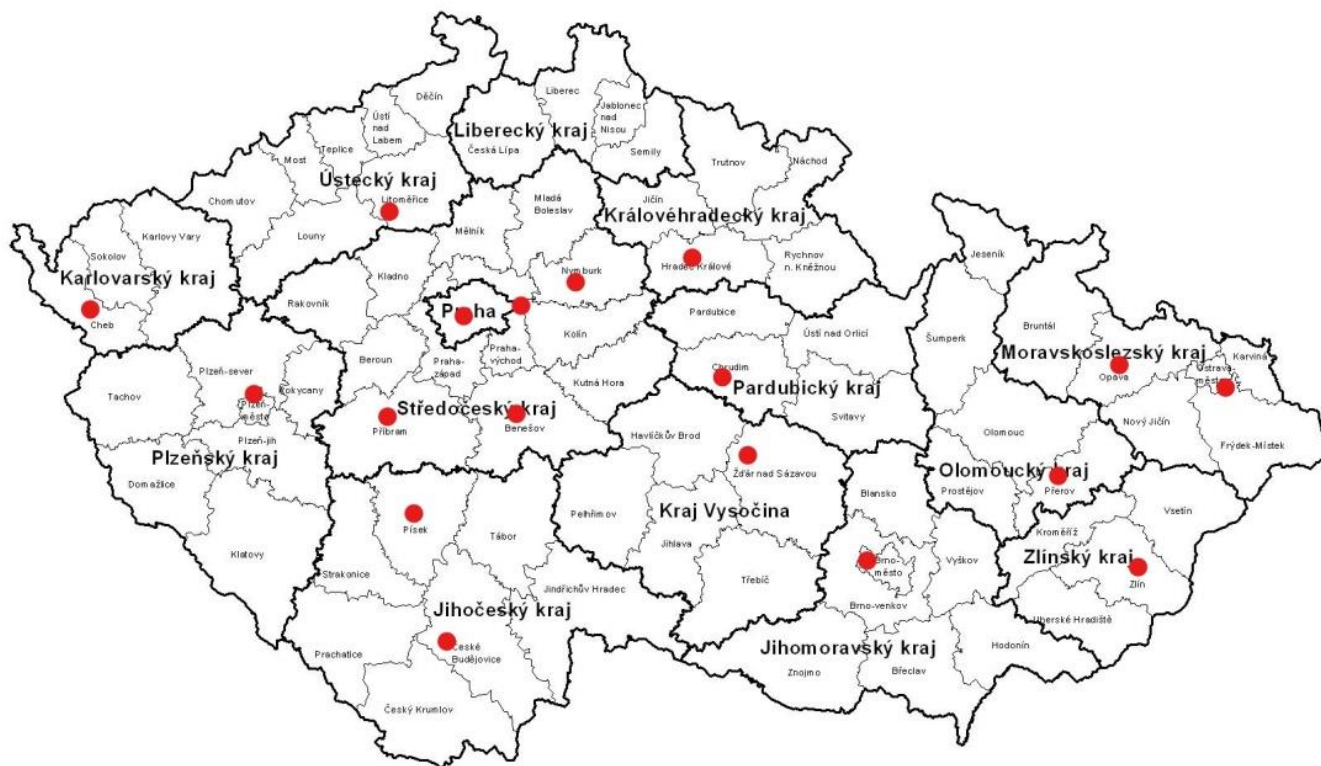 Děčín
Liberec
Ústí
nad
Labem
Jablonec
nad
Nisou
Liberecký kraj
Teplice
Česká Lípa
Semily
Most
Trutnov
Náchod
Ústecký kraj
Chomutov
Litoměřice
Mladá
Boleslav
Jičín
Královéhradecký kraj
Karlovy Vary
Louny
Mělník
Sokolov
Karlovarský kraj
Kladno
Nymburk
Hradec Králové
Rychnov
n. Kněžnou
Jeseník
Rakovník
Praha
Cheb
Kolín
Pardubice
Ústí nad Orlicí
Šumperk
Bruntál
Plzeň-sever
Beroun
Praha-
západ
Praha-
východ
Moravskoslezský kraj
Karviná
Ostrava-
město
Tachov
Rokycany
Kutná Hora
Chrudim
Pardubický kraj
Opava
Plzeň-
město
Středočeský kraj
Příbram
Benešov
Svitavy
Nový Jičín
Plzeň-jih
Havlíčkův Brod
Olomouc
Frýdek-Místek
Plzeňský kraj
Žďár nad Sázavou
Olomoucký kraj
Domažlice
Prostějov
Přerov
Písek
Pelhřimov
Kraj Vysočina
Blansko
Vsetín
Tábor
Jihlava
Kroměříž
Klatovy
Zlínský kraj
Strakonice
Brno-
město
Vyškov
Třebíč
Zlín
Jindřichův Hradec
Jihočeský kraj
Brno-venkov
Uherské Hradiště
Prachatice
České
Budějovice
Jihomoravský kraj
Hodonín
Znojmo
Břeclav
Český Krumlov